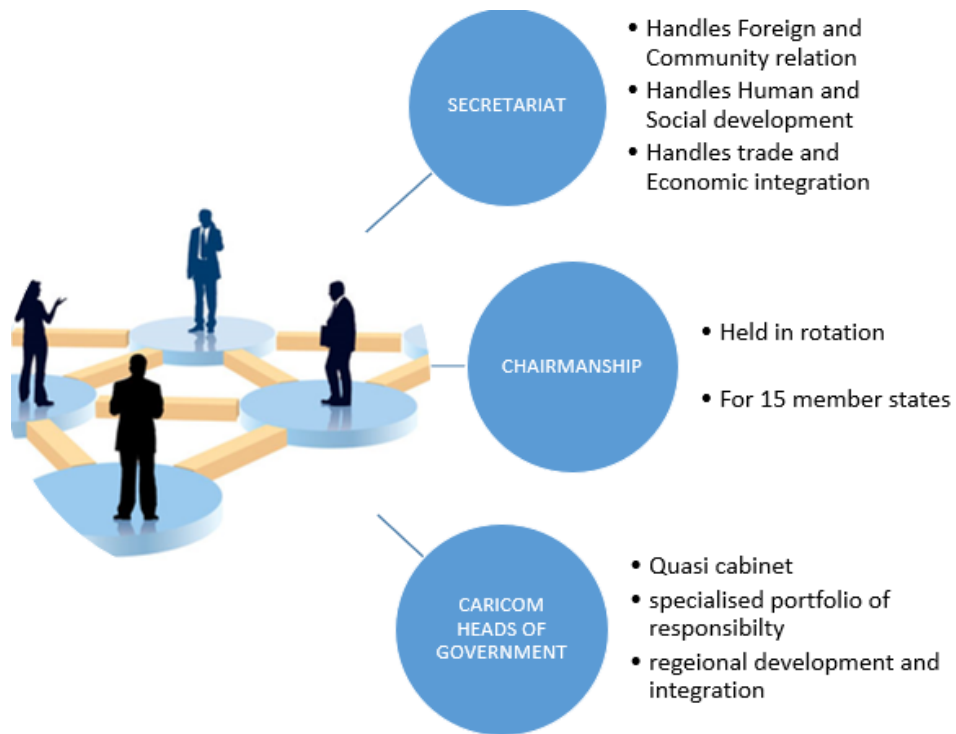 SECRETARIAT
• Handles Foreign and
Community relation
• Handles Human and
Social development
• Handles trade and
Economic integration
CHAIRMANSHIP
• Held in rotation
• For 15 member states
CARICOM
HEADS OF
GOVERNMENT
• Quasi cabinet
• specialised portfolio of
responsibilty
• regeional development and
integration